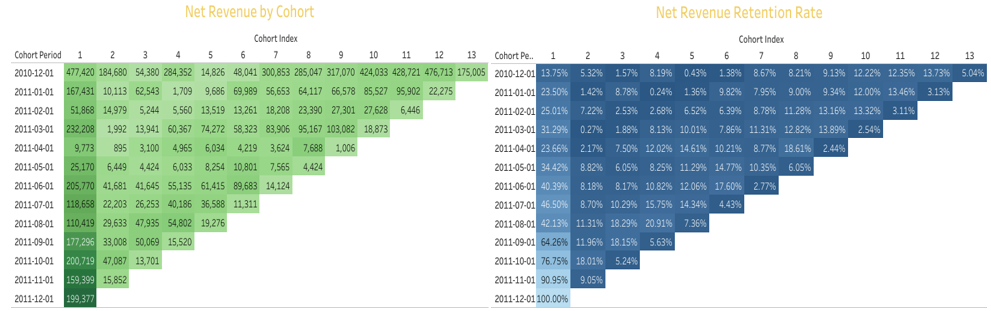 Net Revenue by Cohort
Cohort Index
Cohort Period 1 2 3 4 5 6 7 8 9 10 11 12 13
2010-12-01 477,420 184,680 54,380 284,352 14,826 48,041 300,853 285,047 317,070 424,033 428,721 476,713 175,005
2011-01-01 167,431 10,113 62,543 1,709 9,686 69,989 56,653 64,117 66,578 85,527 95,902 22,275
2011-02-01 51,868 14,979 5,244 5,560 13,519 13,261 18,208 23,390 27,301 27,628 6,446
2011-03-01 232,208 1,992 13,941 60,367 74,272 58,323 83,906 95,167 103,082 18,873
2011-04-01 9,773 895 3,100 4,965 6,034 4,219 3,624 7,688 1,006
2011-05-01 25,170 6,449 4,424 6,033 8,254 10,801 7,565 4,424
2011-06-01 205,770 41,681 41,645 55,135 61,415 89,683 14,124
2011-07-01 118,658 22,203 26,253 40,186 36,588 11,311
2011-08-01 110,419 29,633 47,935 54,802 19,276
2011-09-01 177,296 33,008 50,069 15,520
2011-10-01 200,719 47,087 13,701
2011-11-01 159,399 15,852
2011-12-01 199,377
Net Revenue Retention Rate
Cohort Index
Cohort Pe.. 1 2 3 4 5 6 7 8 9 10 11 12 13
2010-12-01 13.75% 5.32% 1.57% 8.19% 0.43% 1.38% 8.67% 8.21% 9.13% 12.22% 12.35% 13.73% 5.04%
2011-01-01 23.50% 1.42% 8.78% 0.24% 1.36% 9.82% 7.95% 9.00% 9.34% 12.00% 13.46% 3.13%
2011-02-01 25.01% 7.22% 2.53% 2.68% 6.52% 6.39% 8.78% 11.28% 13.16% 13.32% 3.11%
2011-03-01 31.29% 0.27% 1.88% 8.13% 10.01% 7.86% 11.31% 12.82% 13.89% 2.54%
2011-04-01 23.66% 2.17% 7.50% 12.02% 14.61% 10.21% 8.77% 18.61% 2.44%
2011-05-01 34.42% 8.82% 6.05% 8.25% 11.29% 14.77% 10.35% 6.05%
2011-06-01 40.39% 8.18% 8.17% 10.82% 12.06% 17.60% 2.77%
2011-07-01 46.50% 8.70% 10.29% 15.75% 14.34% 4.43%
2011-08-01 42.13% 11.31% 18.29% 20.91% 7.36%
2011-09-01 64.26% 11.96% 18.15% 5.63%
2011-10-01 76.75% 18.01% 5.24%
2011-11-01 90.95% 9.05%
2011-12-01 100.00%